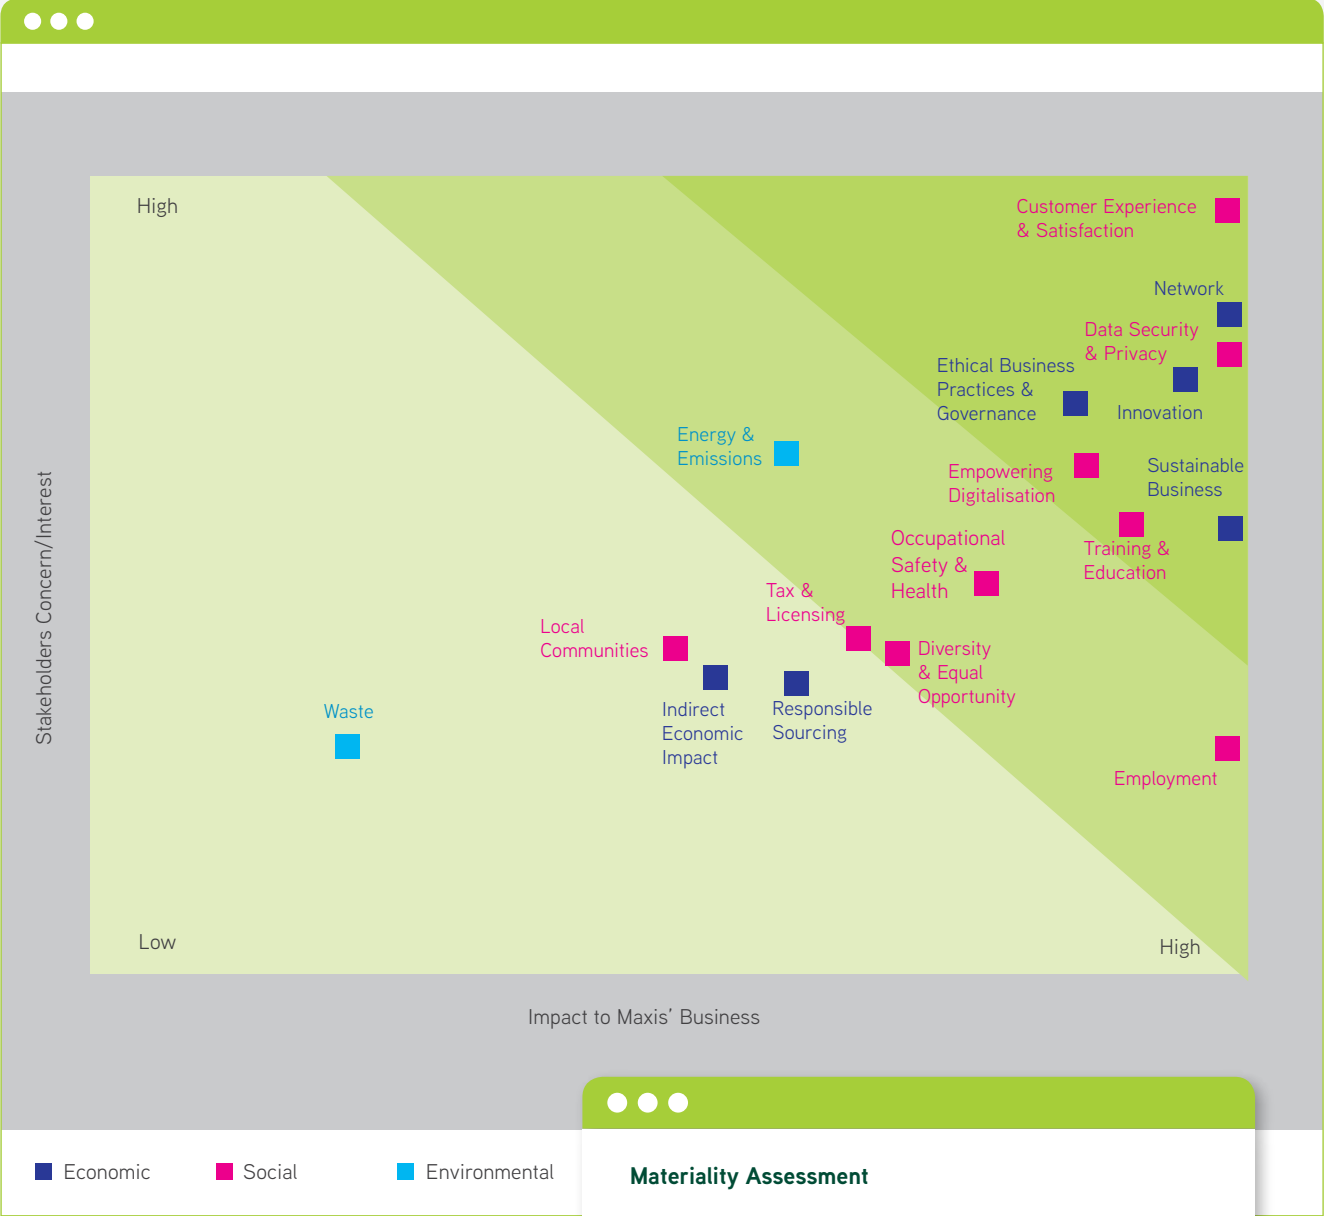 High
Customer Experience
& Satisfaction
Network
Data Security
& Privacy
Ethical Business
Practices &
Governance
Innovation
Energy &
Emissions
Empowering
Digitalisation
Sustainable
Business
Occupational
Safety &
Health
Training &
Education
Tax &
Licensing
Local
Communities
Diversity
& Equal
Opportunity
Indirect
Economic
Impact
Responsible
Sourcing
Waste
Employment
Stakeholders Concern/Interest
Low
High
Impact to Maxis’ Business
Economic
Social
Environmental
Materiality Assessment